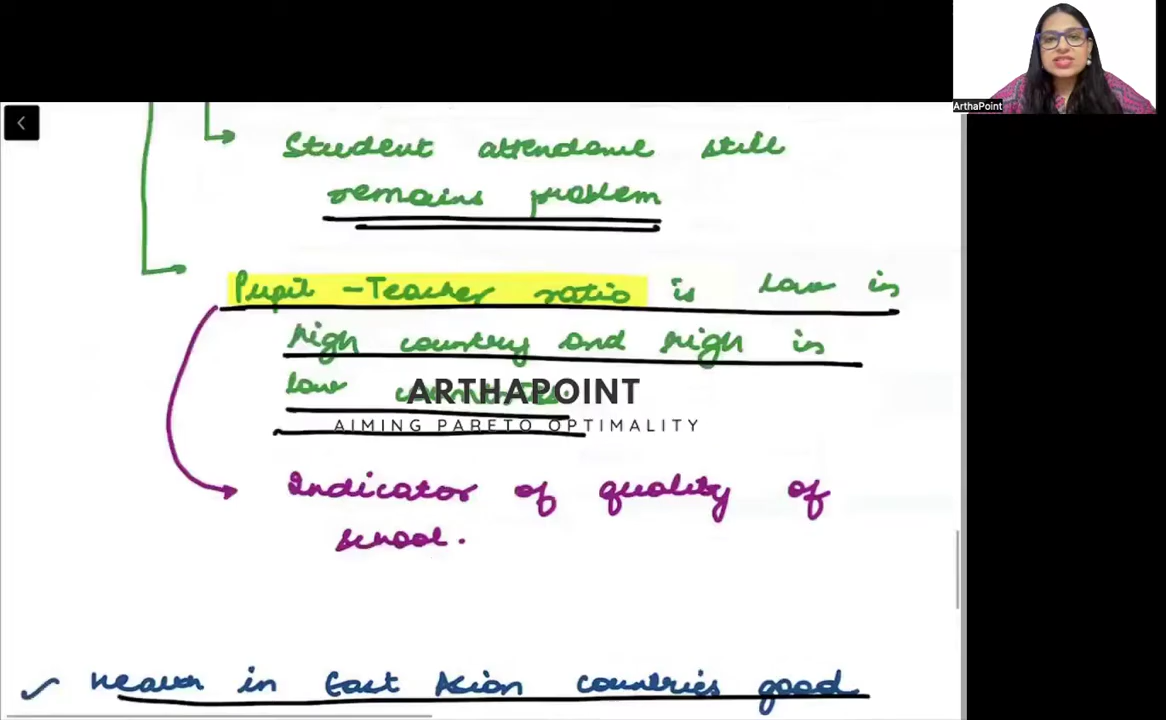 ArthaPoint
Student attendance still
remains problem
Pupil - Teacher ratio is low in
high country and high in
low
ARTHAPOINT
AIMING PARETO OPTIMALITY
Indicator of quality of
school.
Health in East Asian countries good